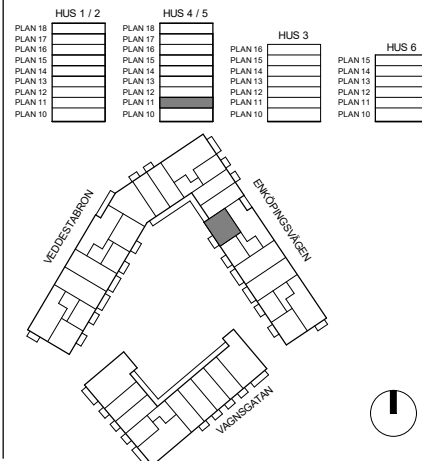 HUS 1 / 2
PLAN 18
PLAN 17
PLAN 16
PLAN 15
PLAN 14
PLAN 13
PLAN 12
PLAN 11
PLAN 10
HUS 4 / 5
PLAN 18
PLAN 17
PLAN 16
PLAN 15
PLAN 14
PLAN 13
PLAN 12
PLAN 11
PLAN 10
HUS 3
PLAN 16
PLAN 15
PLAN 14
PLAN 13
PLAN 12
PLAN 11
PLAN 10
HUS 6
PLAN 15
PLAN 14
PLAN 13
PLAN 12
PLAN 11
PLAN 10
VEDDESTABRON
ENKÖPINGSVÄGEN
VAGNSGATAN